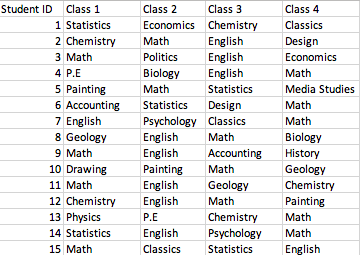 Student ID Class 1 Class 2 Class 3 Class 4
1 Statistics Economics Chemistry Classics
2 Chemistry Math English Design
3 Math Politics English Economics
4 P.E Biology English Math
5 Painting Math Statistics Media Studies
6 Accounting Statistics Design Math
7 English Psychology Classics Math
8 Geology English Math Biology
9 Math English Accounting History
10 Drawing Painting Math Geology
11 Math English Geology Chemistry
12 Chemistry English Math Painting
13 Physics P.E Chemistry Math
14 Statistics English Psychology Math
15 Math Classics Statistics English